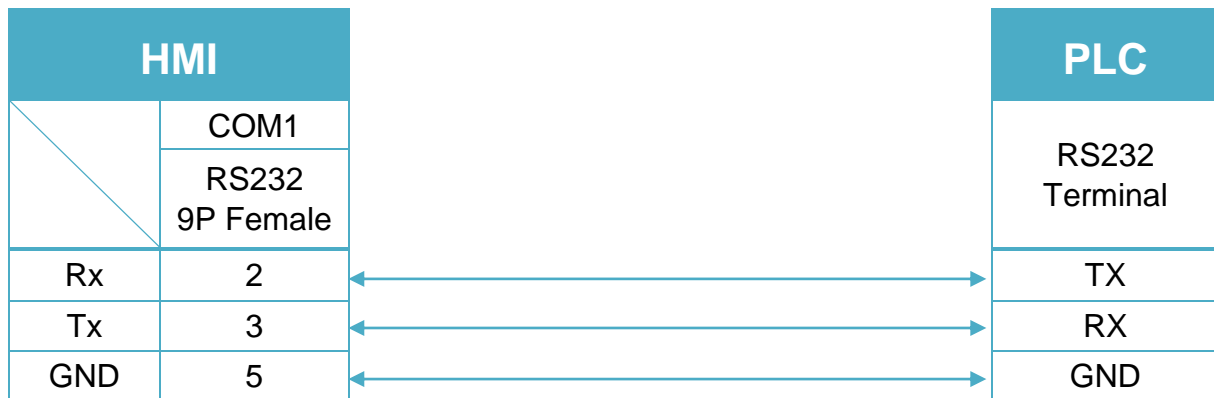 HMI
PLC
COM1
RS232
9P Female
RS232
Terminal
Rx 2 TX
Tx 3 RX
GND 5 GND